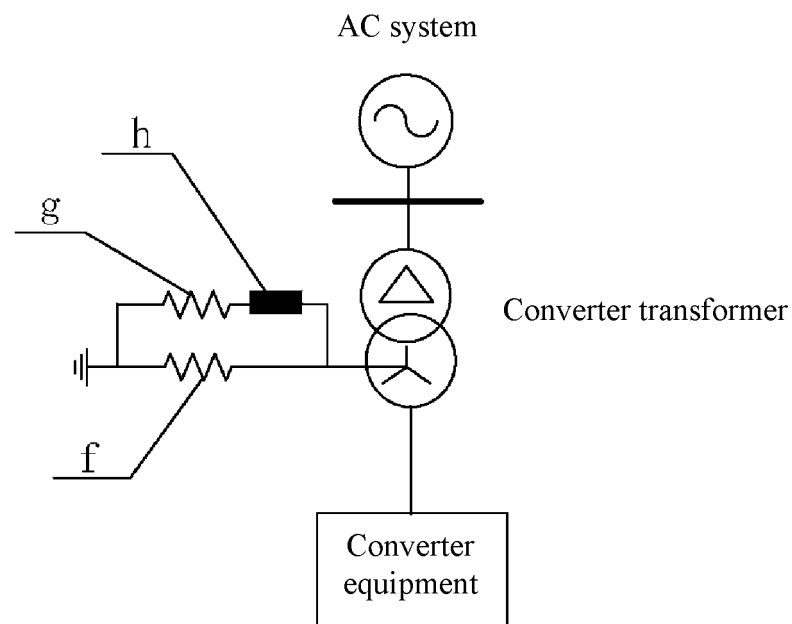 AC system
h
g
Converter transformer
f
Converter
equipment